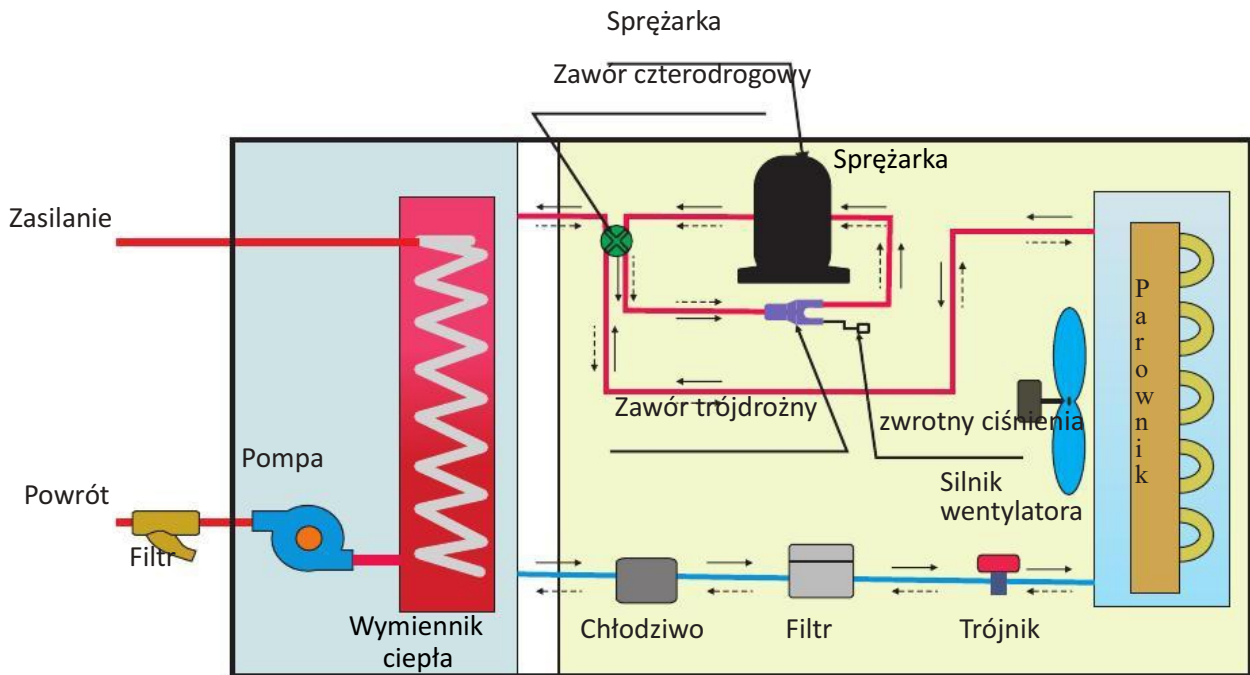 Sprężarka
Zawór czterodrogowy
Sprężarka
Zasilanie
Parownik
Zawór trójdrożny
zwrotny ciśnienia
Pompa
Silnik
wentylatora
Powrót
Filtr
Wymiennik
ciepła
Chłodziwo
Filtr
Trójnik